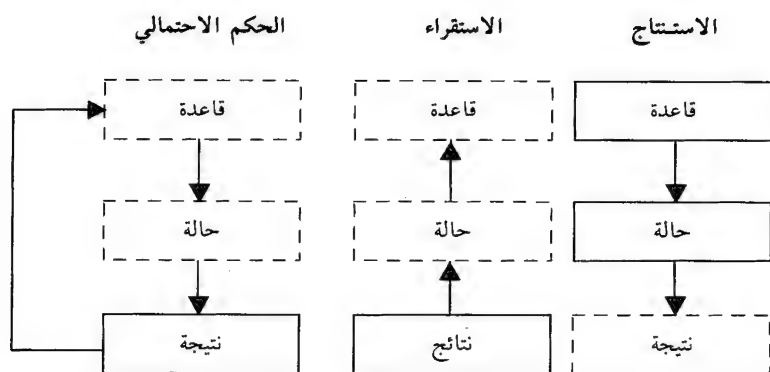 الاستنتاج الاستقراء الحكم الاحتمالي
قاعدة قاعدة قاعدة
حالة حالة حالة
نتيجة نتائج نتيجة